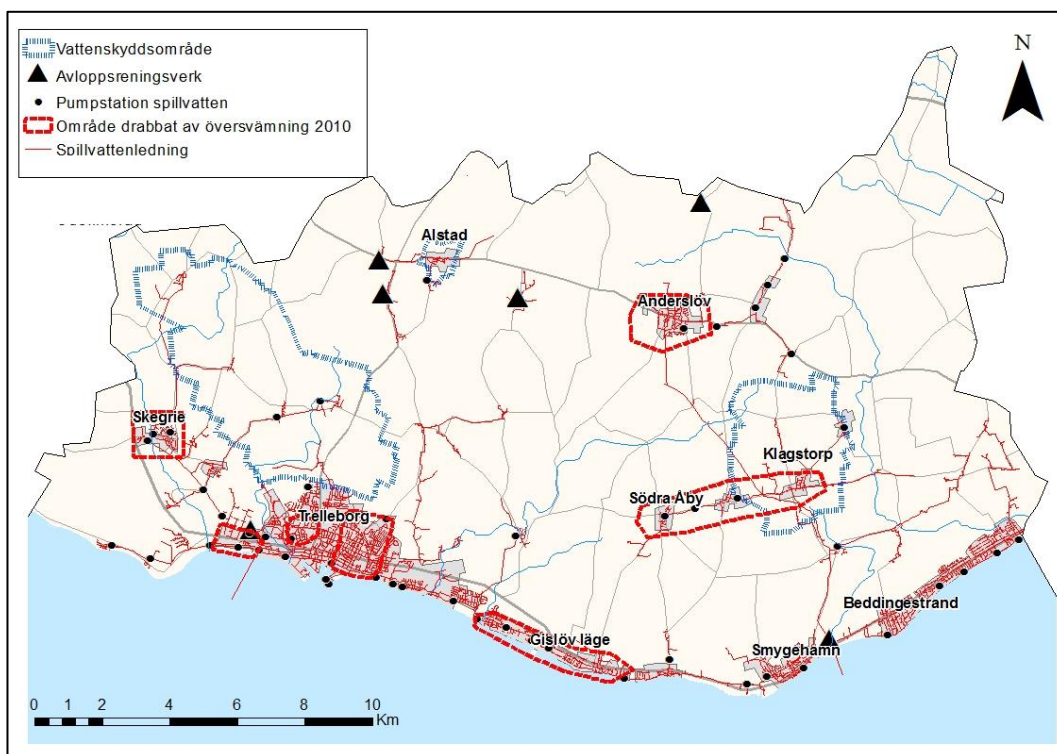 N
Vattenskyddsområde
Avloppsreningsverk
Pumpstation spillvatten
Område drabbat av översvämning 2010
Spillvattenledning
Alstad
Anderslöv
Skegrie
Klagstorp
Södra Åby
Trelleborg
Beddingestrand
Gislöv läge
Smygehamn
0 1 2 4 6 8 10
Km